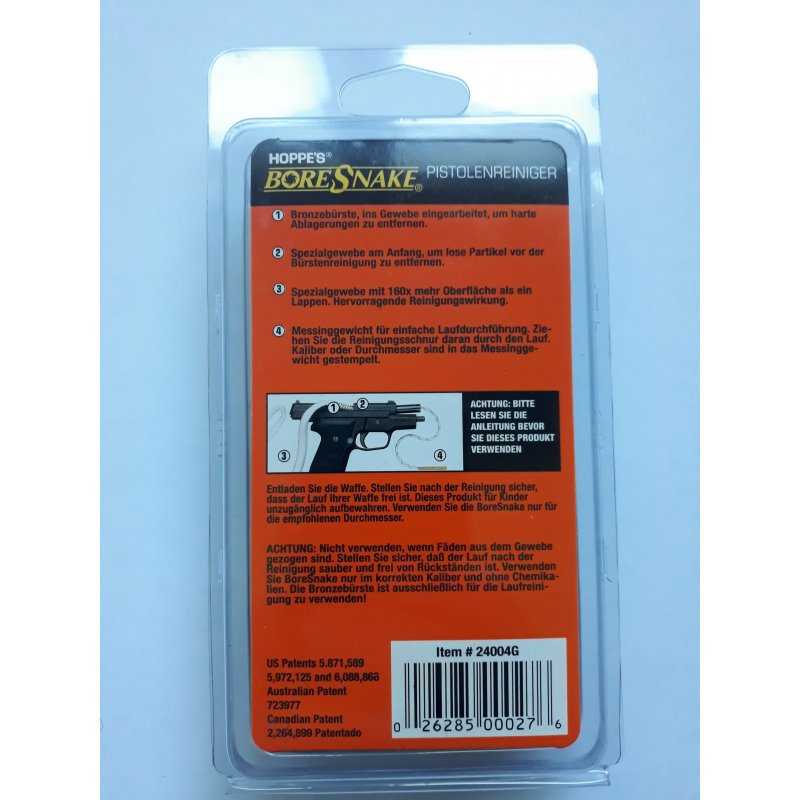 HOPPE'S®
BORESNAKE® PISTOLENREINIGER
1 Bronzebürste, ins Gewebe eingearbeitet, um harte
Ablagerungen zu entfernen.
2 Spezialgewebe am Anfang, um lose Partikel vor der
Bürstenreinigung zu entfernen.
3 Spezialgewebe mit 160x mehr Oberfläche als ein
Lappen. Hervorragende Reinigungswirkung.
4 Messinggewicht für einfache Laufdurchführung. Zie-
hen Sie die Reinigungsschnur daran durch den Lauf.
Kaliber oder Durchmesser sind in das Messingge-
wicht gestempelt.
1 2
3 4
ACHTUNG: BITTE
LESEN SIE DIE
ANLEITUNG BEVOR
SIE DIESES PRODUKT
VERWENDEN
Entladen Sie die Waffe. Stellen Sie nach der Reinigung sicher,
dass der Lauf Ihrer Waffe frei ist. Dieses Produkt für Kinder
unzugänglich aufbewahren. Verwenden Sie die BoreSnake nur für
die empfohlenen Durchmesser.
ACHTUNG: Nicht verwenden, wenn Fäden aus dem Gewebe
gezogen sind. Stellen Sie sicher, daß der Lauf nach der
Reinigung sauber und frei von Rückständen ist. Verwenden
Sie BoreSnake nur im korrekten Kaliber und ohne Chemika-
lien. Die Bronzebürste ist ausschließlich für die Laufreini-
gung zu verwenden!
US Patents 5.871,589
5,972,125 and 6,088,868
Australian Patent
723977
Canadian Patent
2,264,899 Patentado
Item # 24004G
0 26285 00027 6